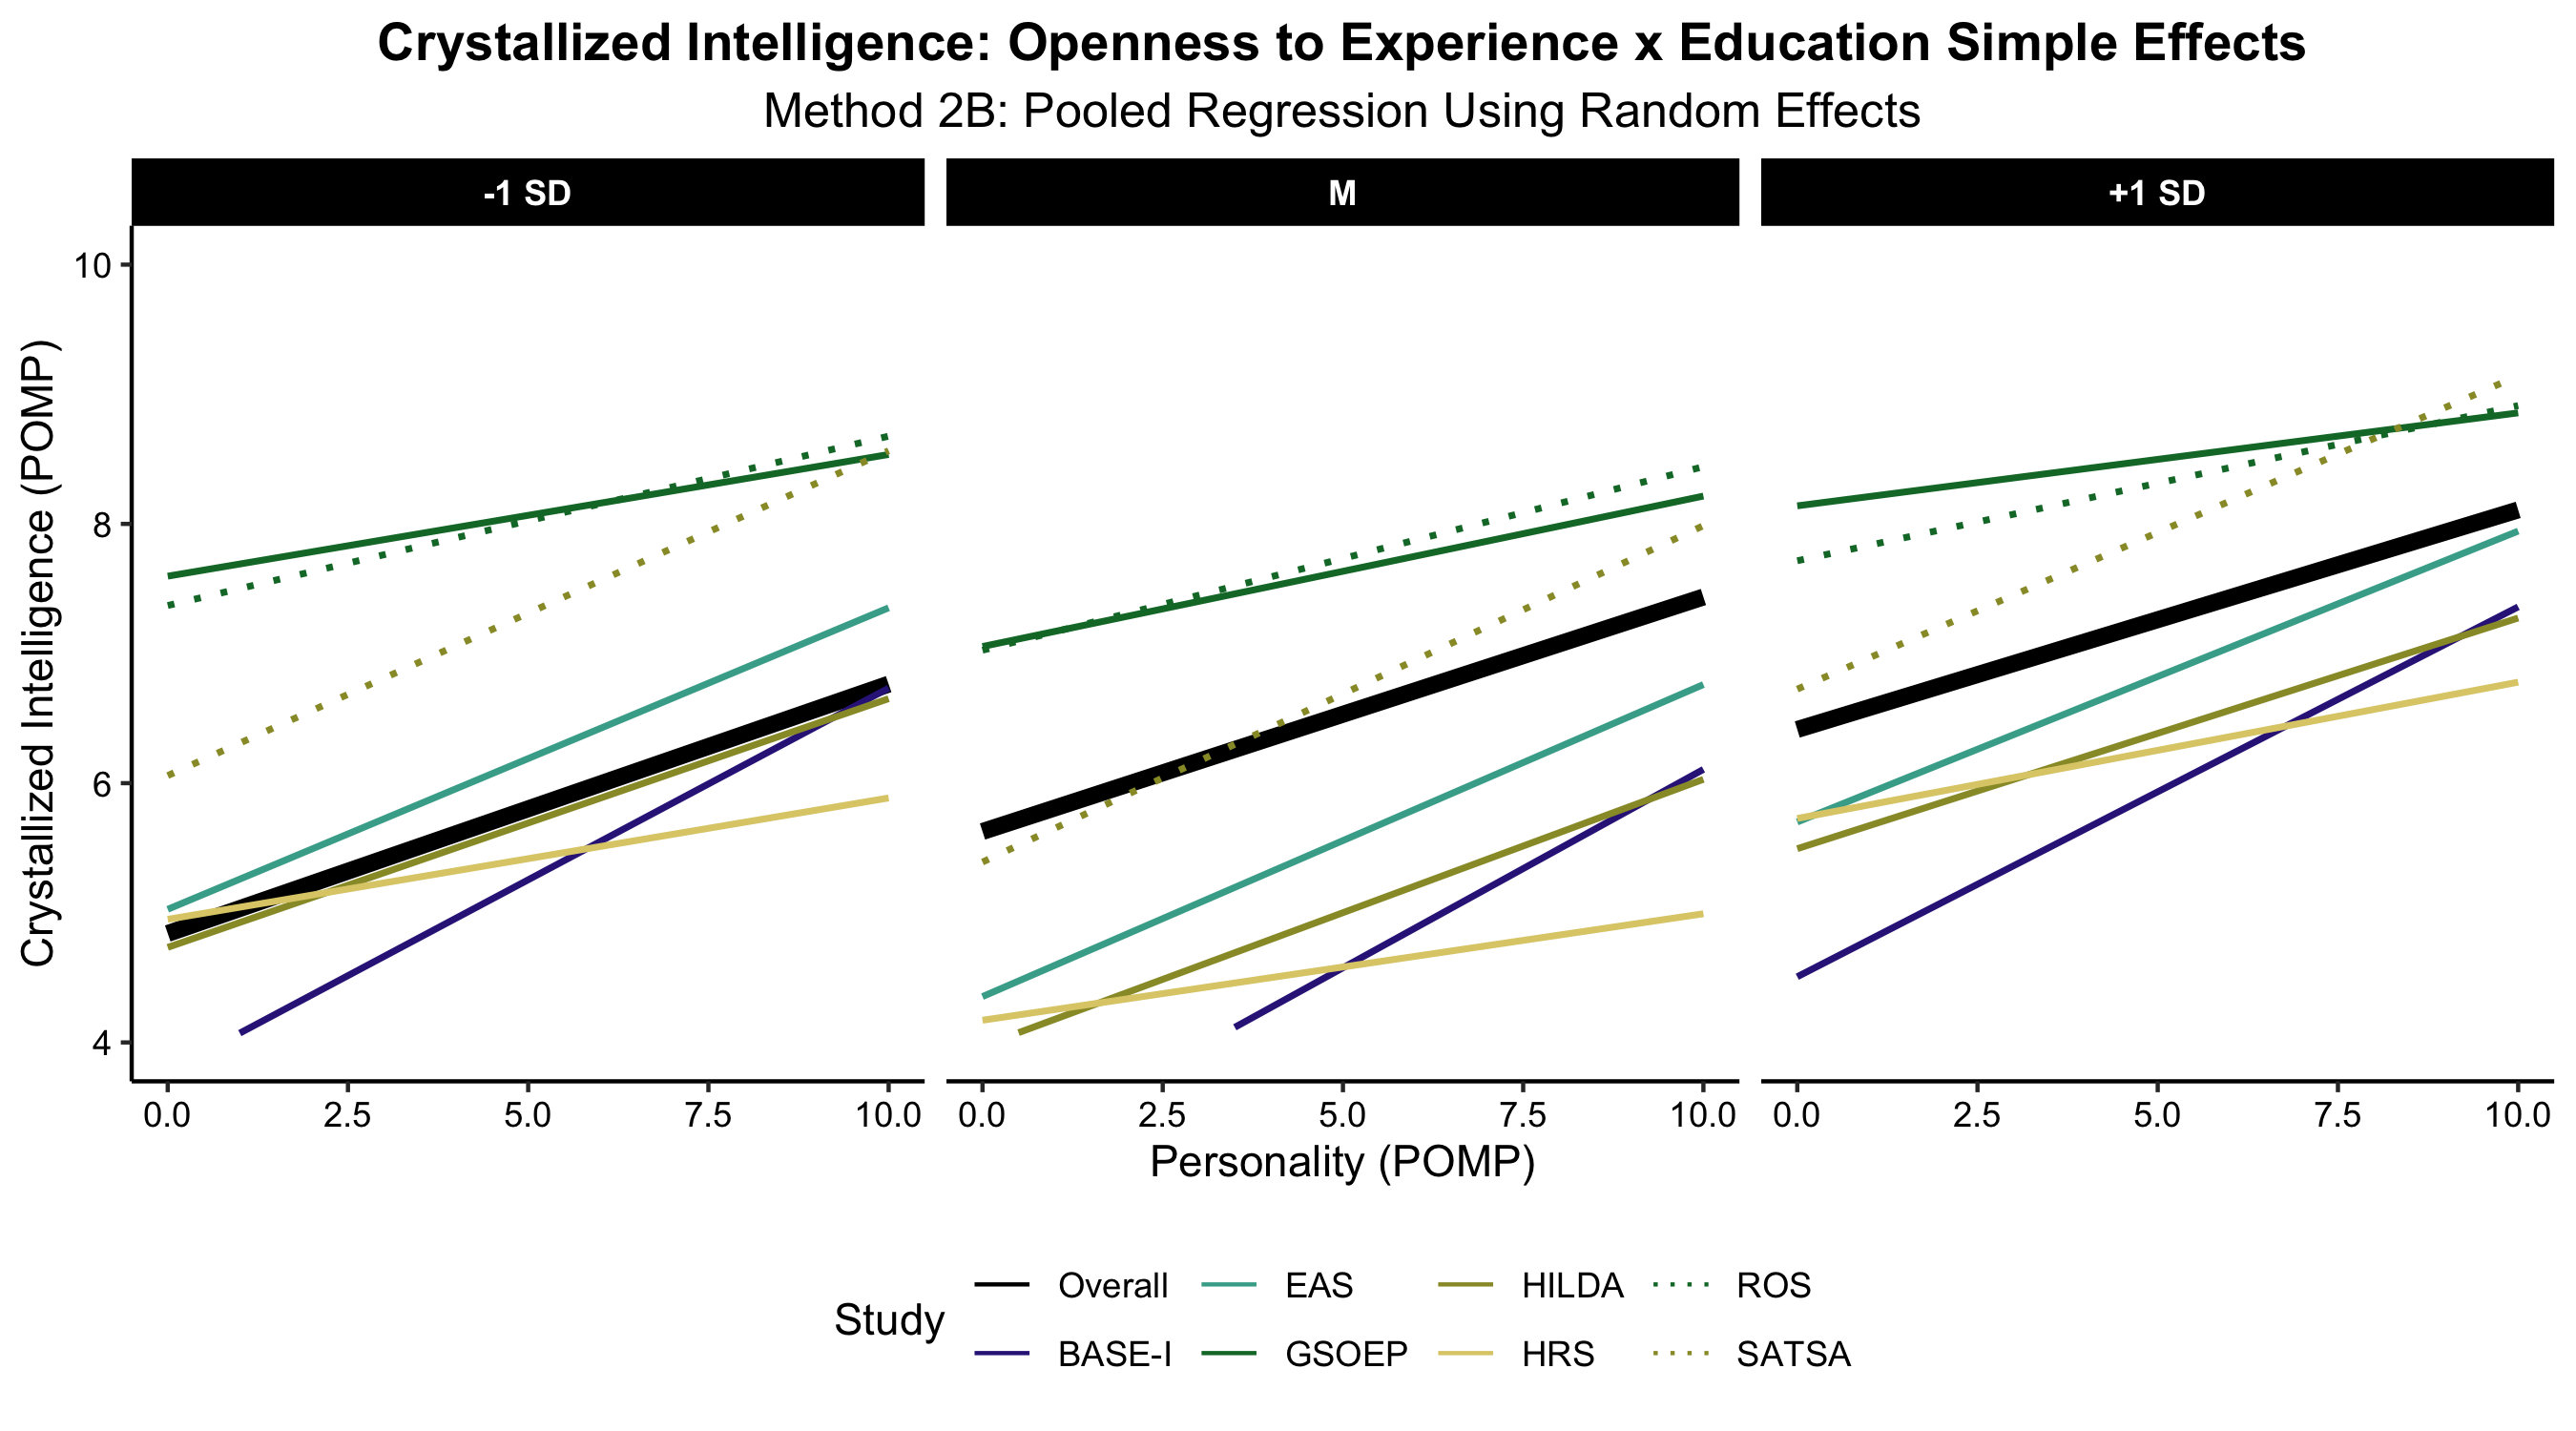 Crystallized Intelligence: Openness to Experience x Education Simple Effects
Method 2B: Pooled Regression Using Random Effects
-1 SD
M
+1 SD
Crystallized Intelligence (POMP)
10
8
6
4
0.0 2.5 5.0 7.5 10.0
0.0 2.5 5.0 7.5 10.0
0.0 2.5 5.0 7.5 10.0
Personality (POMP)
Study
Overall EAS HILDA ROS
BASE-I GSOEP HRS SATSA